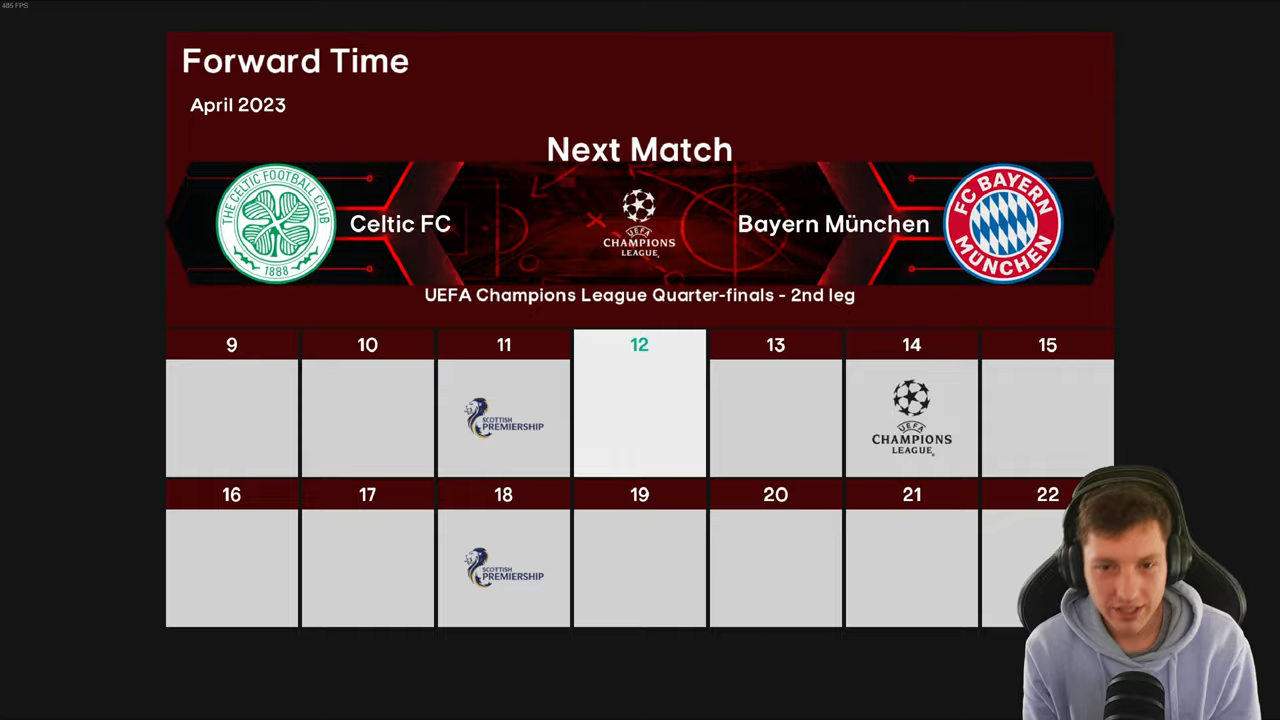 485 FPS
Forward Time
April 2023
Next Match
THE CELTIC FOOTBALL CLUB
1888
Celtic FC
UEFA
CHAMPIONS
LEAGUE
Bayern München
FC BAYERN
MÜNCHEN
UEFA Champions League Quarter-finals - 2nd leg
9 10 11 12 13 14 15
SCOTTISH
PREMIERSHIP
UEFA
CHAMPIONS
LEAGUE
16 17 18 19 20 21 22
SCOTTISH
PREMIERSHIP